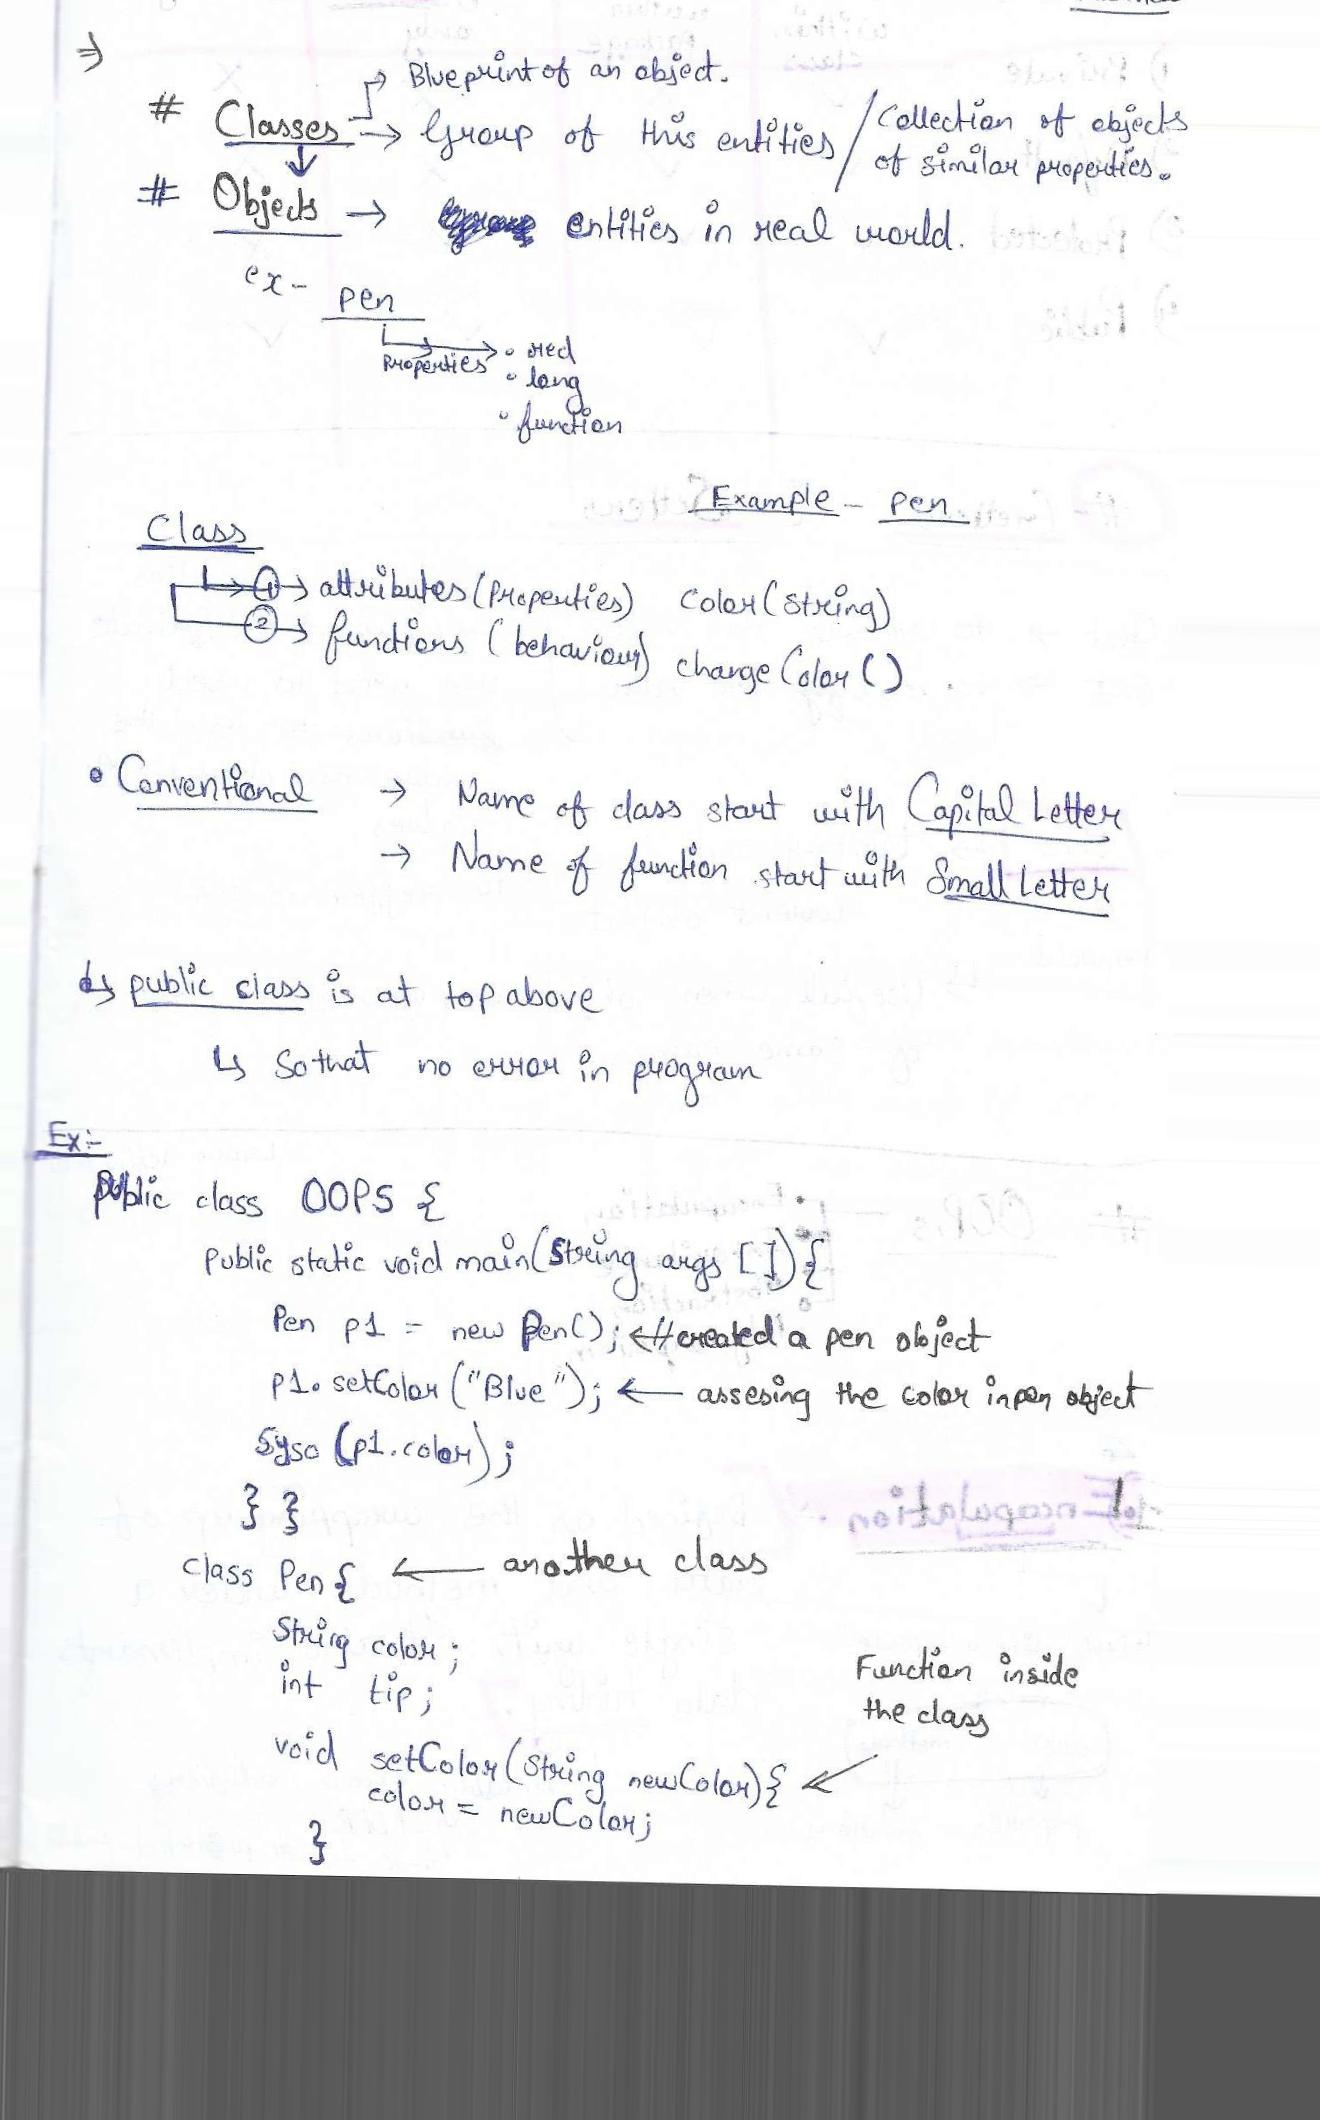 ⇒
→ Blueprint of an object.
# Classes → Group of this entities / Collection of objects
of similar properties.
# Objects → entities in real world.
ex- pen
Properties → • red
• long
• function
Example - pen
Class
① → attributes (Properties) Color (String)
② → functions (behaviour) change Color ()
• Conventional → Name of class start with Capital Letter
→ Name of function start with Small Letter
↳ public class is at top above
↳ So that no error in program
Ex:-
Public class OOPS {
Public static void main(String args [ ]) {
Pen p1 = new Pen(); ← // created a pen object
p1. setColor ("Blue"); ← assesing the color in pen object
Syso (p1.color);
} }
class Pen { ← another class
String color;
int tip;
Function inside
the class
void setColor (String newColor) { ←
color = newColor;
}